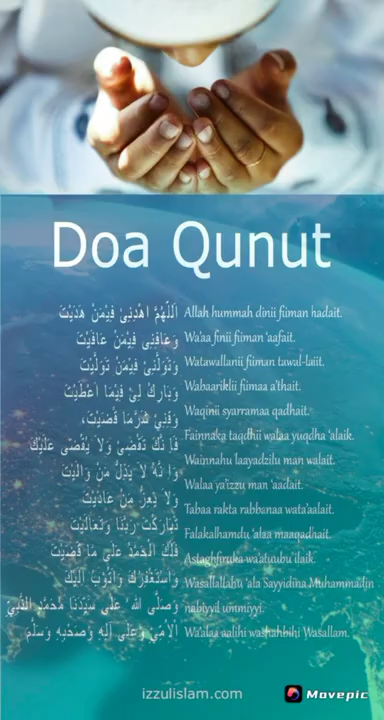 Doa Qunut
اَللّٰهُمَّ اهْدِنِيْ فِيْمَنْ هَدَيْتَ
Allah hummah dinii fiiman hadait.
وَعَافِنِى فِيْمَنْ عَافَيْتَ
Wa'aa finii fiiman 'aafait.
وَتَوَلَّنِى فِيْمَنْ تَوَلَّيْتَ
Watawallanii fiiman tawal-laiit.
وَبَارِكْ لِىْ فِيْمَا اَعْطَيْتَ
Wabaariklii fiimaa a'thait.
وَقِنِيْ شَرَّمَا قَضَيْتَ،
Waqinii syarramaa qadhait.
فَاِ نَّكَ تَقْضِىْ وَلاَ يُقْضٰى عَلَيْكَ
Fainnaka taqdhii walaa yuqdha 'alaik.
وَاِ نَّهُ لاَ يَذِلُّ مَنْ وَالَيْتَ
Wainnahu laayadzilu man walait.
وَلاَ يَعِزُّ مَنْ عَادَيْتَ
Walaa ya'izzu man 'aadait.
تَبَارَكْتَ رَبَّنَا وَتَعَالَيْتَ
Tabaa rakta rabbanaa wata'aalait.
فَلَكَ الْحَمْدُ عَلَى مَا قَضَيْتَ
Falakalhamdu 'alaa maaqadhait.
وَاَسْتَغْفِرُكَ وَاَتُوْبُ اِلَيْكَ
Astaghfiruka wa'atuubu ilaik.
وَصَلَّى اللهُ عَلَى سَيِّدِنَا مُحَمَّدٍ النَّبِيِّ
Wasallallahu 'ala Sayyidina Muhammadin
nabiyyil ummiyyi.
اْلاُمِّيِّ وَعَلَى آلِهِ وَصَحْبِهِ وَسَلَّمَ
Wa'alaa aalihi washahbihi Wasallam.
izzulislam.com
Movepic